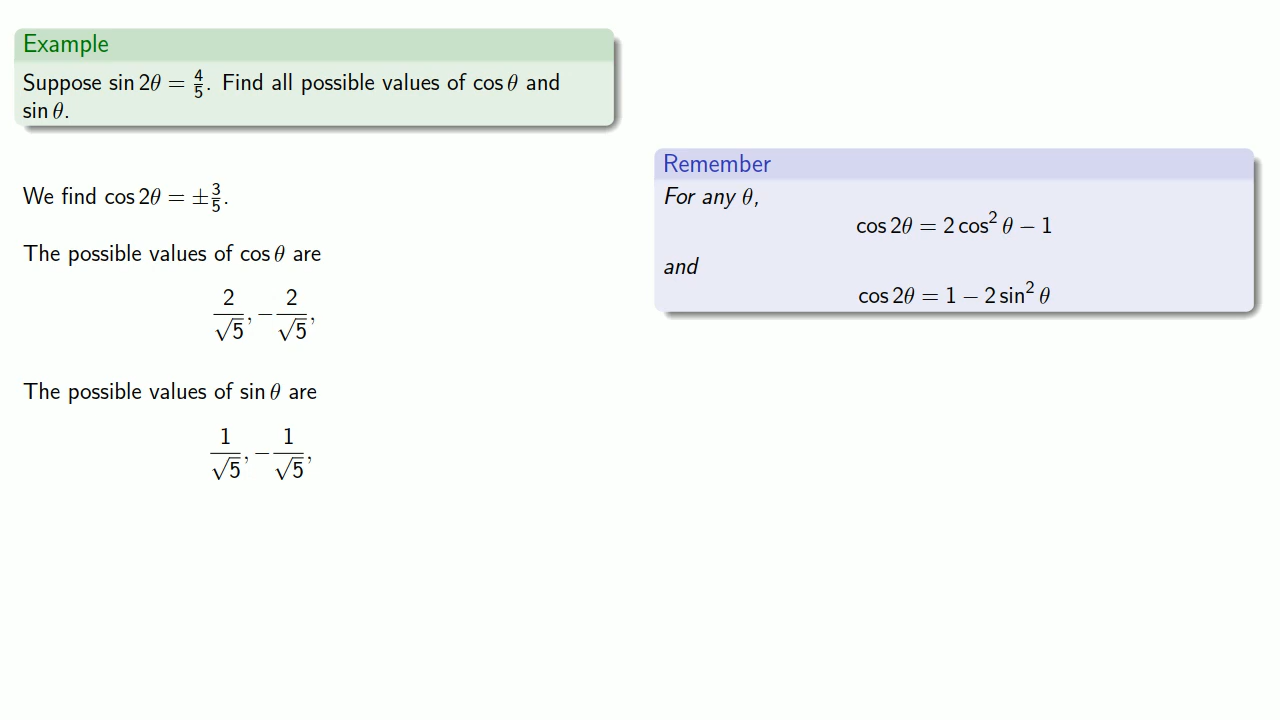 Example
Suppose sin 2θ = 4/5. Find all possible values of cos θ and
sin θ.
We find cos 2θ = ±3/5.
The possible values of cos θ are
2/√5, −2/√5,
The possible values of sin θ are
1/√5, −1/√5,
Remember
For any θ,
cos 2θ = 2 cos² θ − 1
and
cos 2θ = 1 − 2 sin² θ